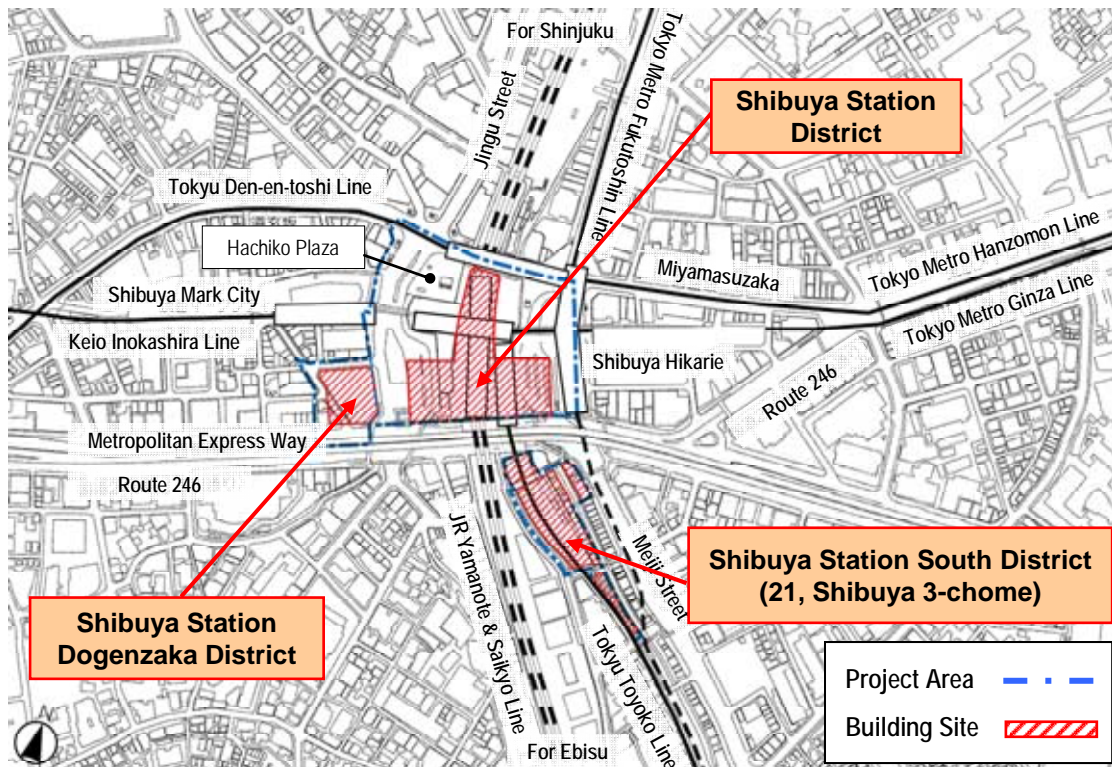 For Shinjuku
Jingu Street
Tokyo Metro Fukutoshin Line
Shibuya Station
District
Tokyu Den-en-toshi Line
Hachiko Plaza
Miyamasuzaka
Tokyo Metro Hanzomon Line
Shibuya Mark City
Tokyo Metro Ginza Line
Keio Inokashira Line
Shibuya Hikarie
Route 246
Metropolitan Express Way
Route 246
JR Yamanote & Saikyo Line
Meiji Street
Shibuya Station South District
(21, Shibuya 3-chome)
Shibuya Station
Dogenzaka District
Tokyu Toyoko Line
For Ebisu
Project Area
Building Site
N